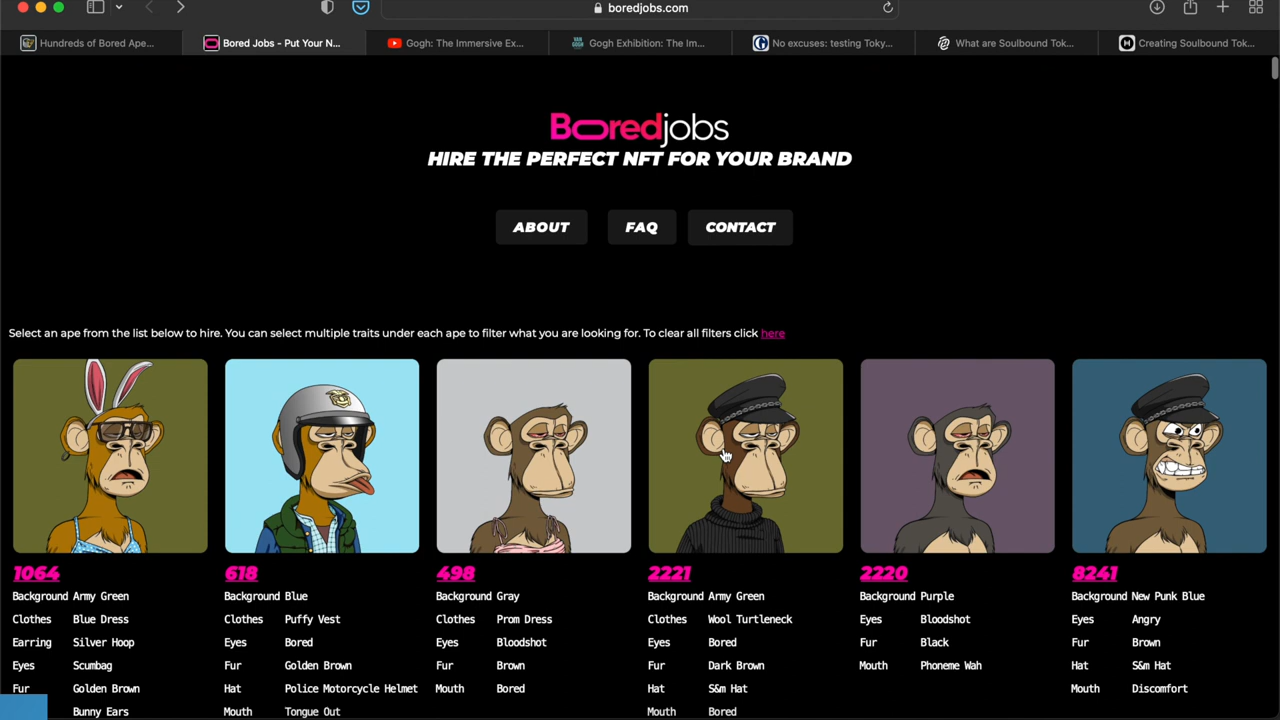 boredjobs.com
Hundreds of Bored Ape...
Bored Jobs - Put Your N...
Gogh: The Immersive Ex...
Gogh Exhibition: The Im...
No excuses: testing Toky...
What are Soulbound Tok...
Creating Soulbound Tok...
Boredjobs
HIRE THE PERFECT NFT FOR YOUR BRAND
ABOUT FAQ CONTACT
Select an ape from the list below to hire. You can select multiple traits under each ape to filter what you are looking for. To clear all filters click here
1064
Background Army Green
Clothes Blue Dress
Earring Silver Hoop
Eyes Scumbag
Fur Golden Brown
Bunny Ears
618
Background Blue
Clothes Puffy Vest
Eyes Bored
Fur Golden Brown
Hat Police Motorcycle Helmet
Mouth Tongue Out
498
Background Gray
Clothes Prom Dress
Eyes Bloodshot
Fur Brown
Mouth Bored
2221
Background Army Green
Clothes Wool Turtleneck
Eyes Bored
Fur Dark Brown
Hat S&m Hat
Mouth Bored
2220
Background Purple
Eyes Bloodshot
Fur Black
Mouth Phoneme Wah
8241
Background New Punk Blue
Eyes Angry
Fur Brown
Hat S&m Hat
Mouth Discomfort